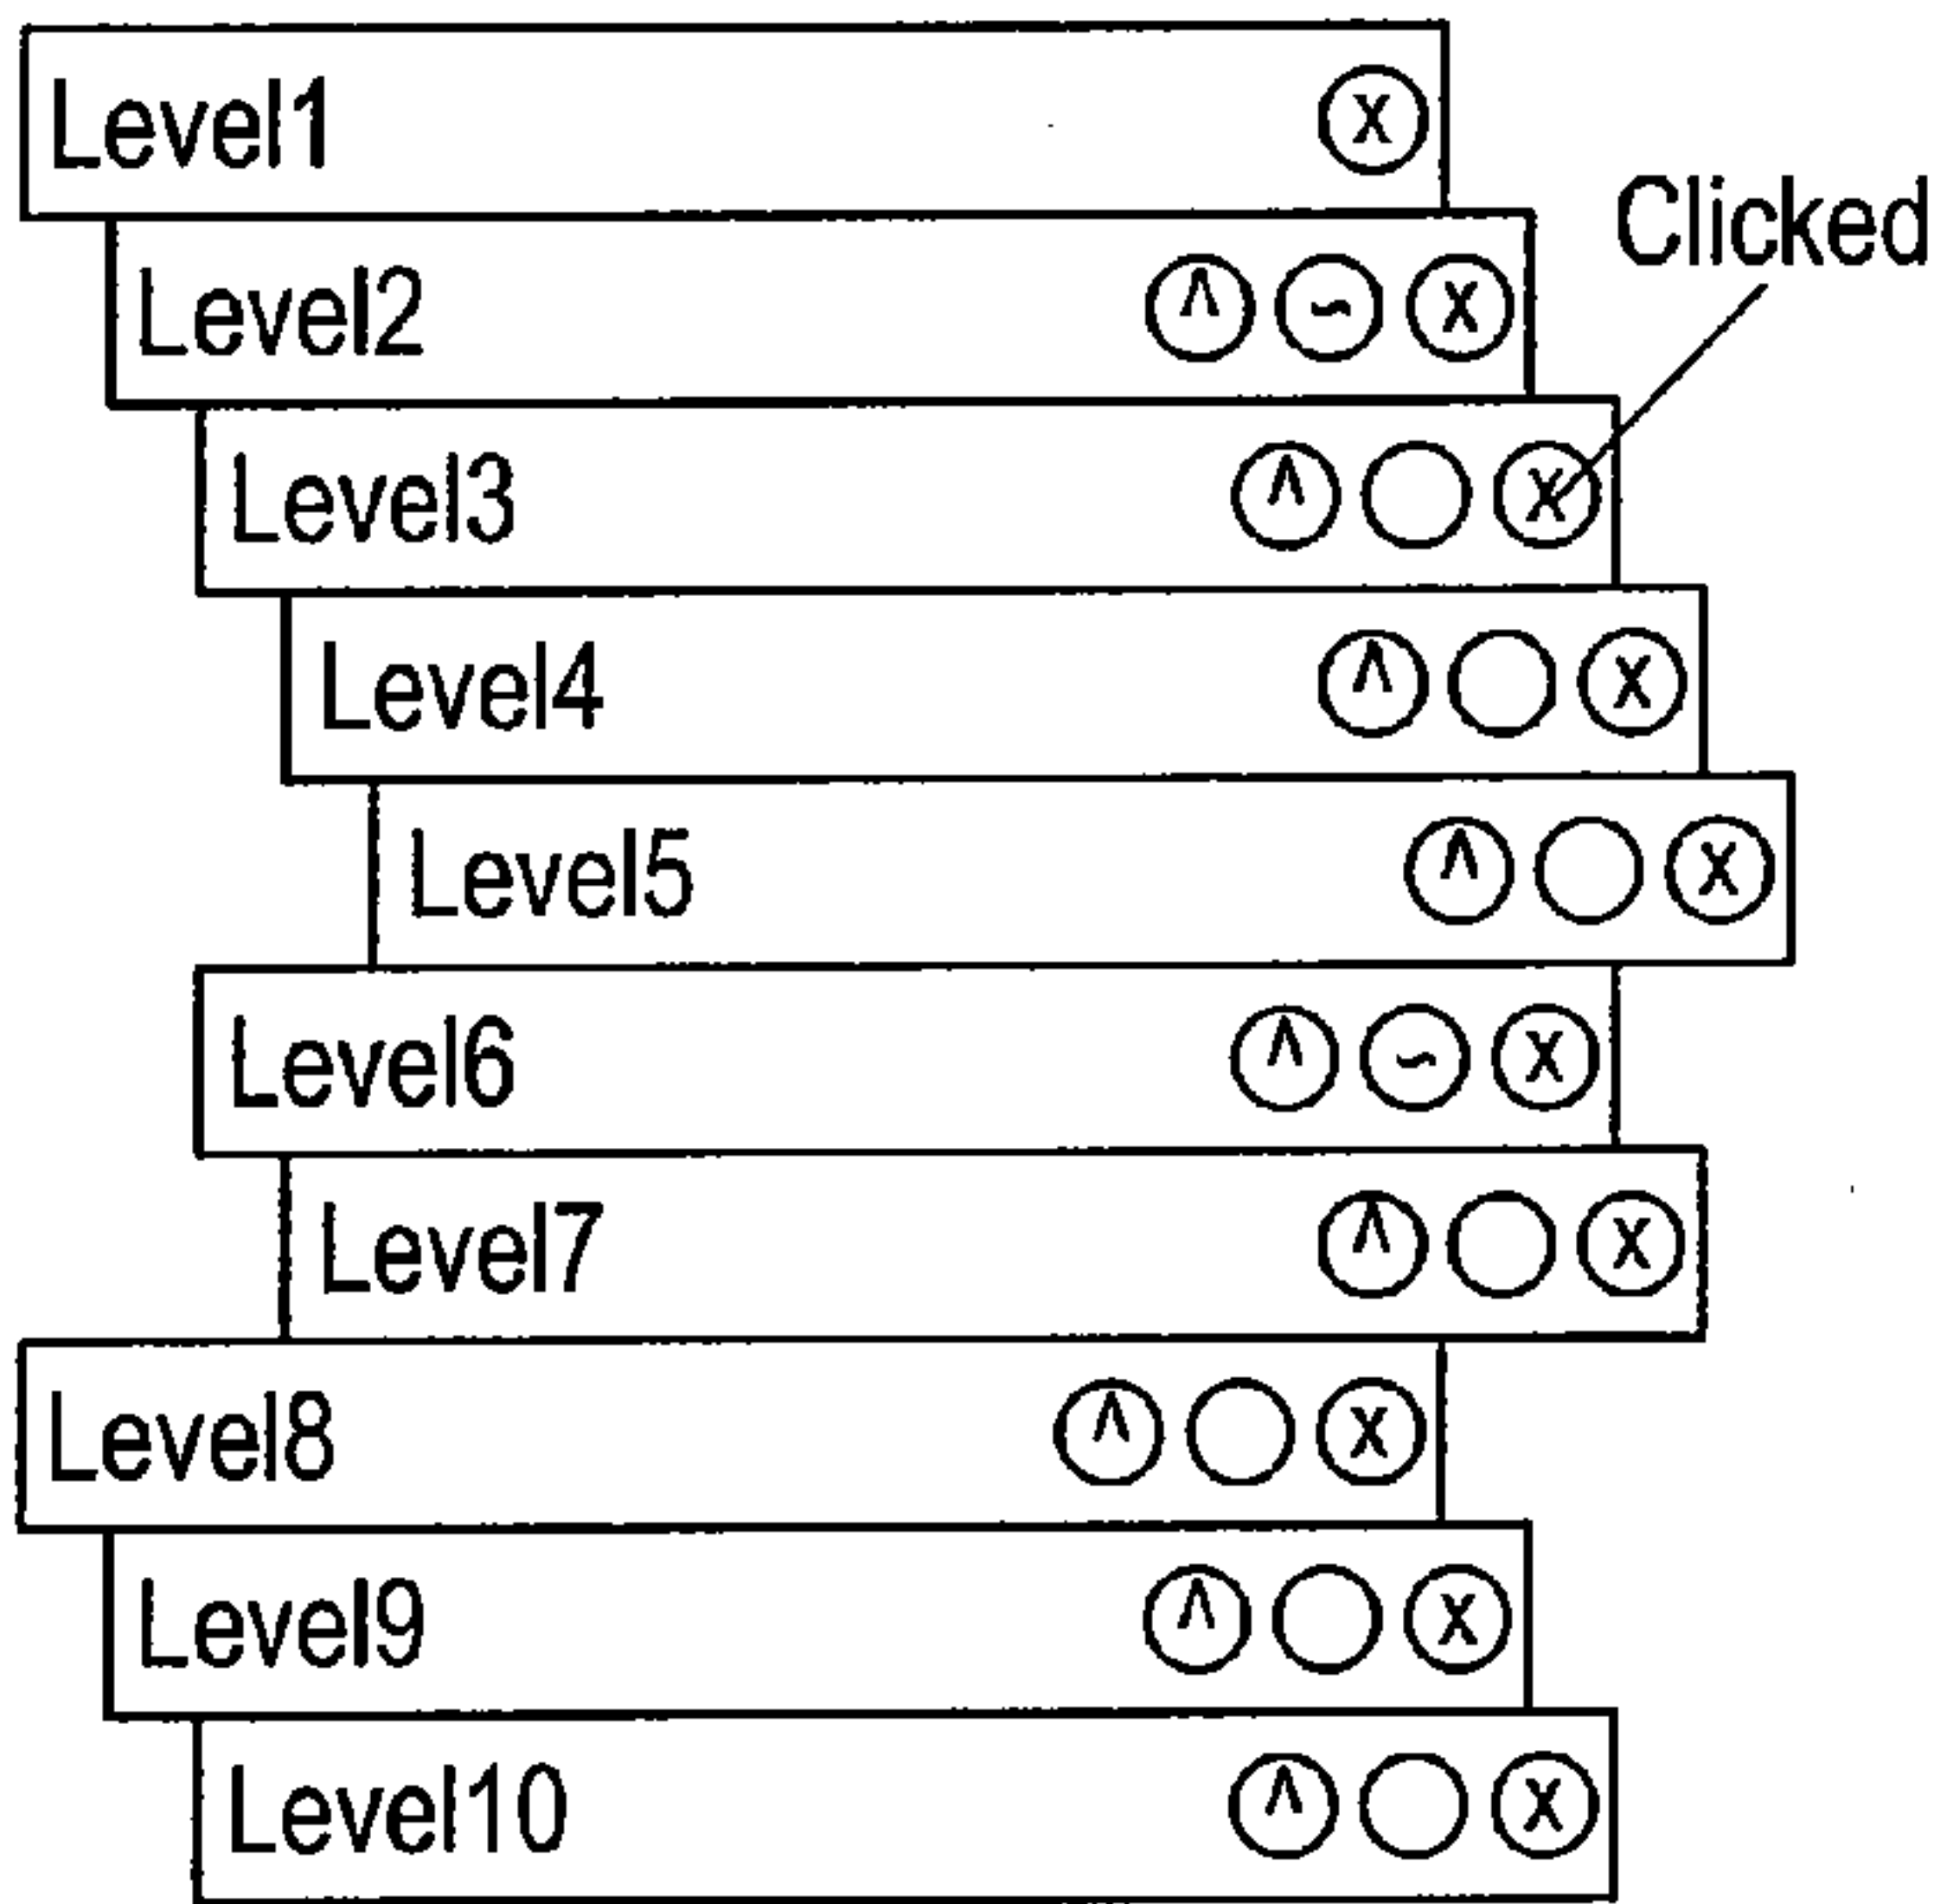 Level1 X
Clicked
Level2 ^ ~ X
Level3 ^ X
Level4 ^ X
Level5 ^ X
Level6 ^ ~ X
Level7 ^ X
Level8 ^ X
Level9 ^ X
Level10 ^ X